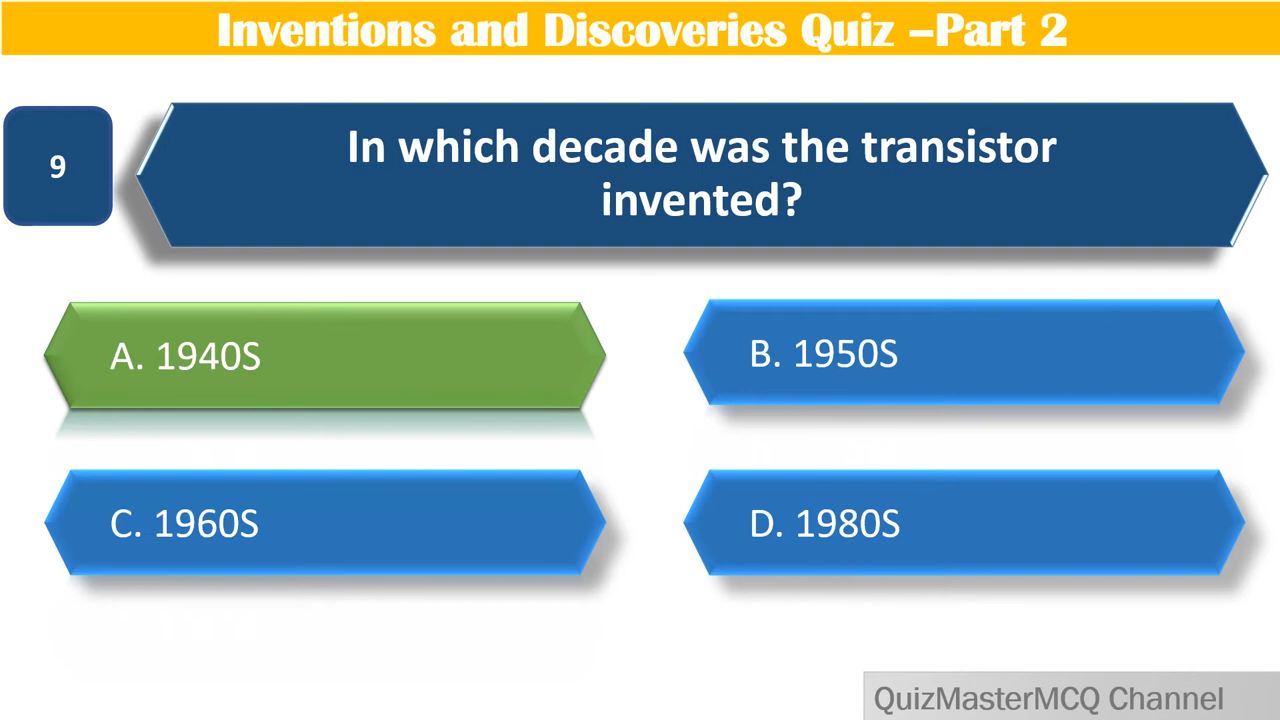 Inventions and Discoveries Quiz –Part 2
9
In which decade was the transistor
invented?
A. 1940S
B. 1950S
C. 1960S
D. 1980S
QuizMasterMCQ Channel